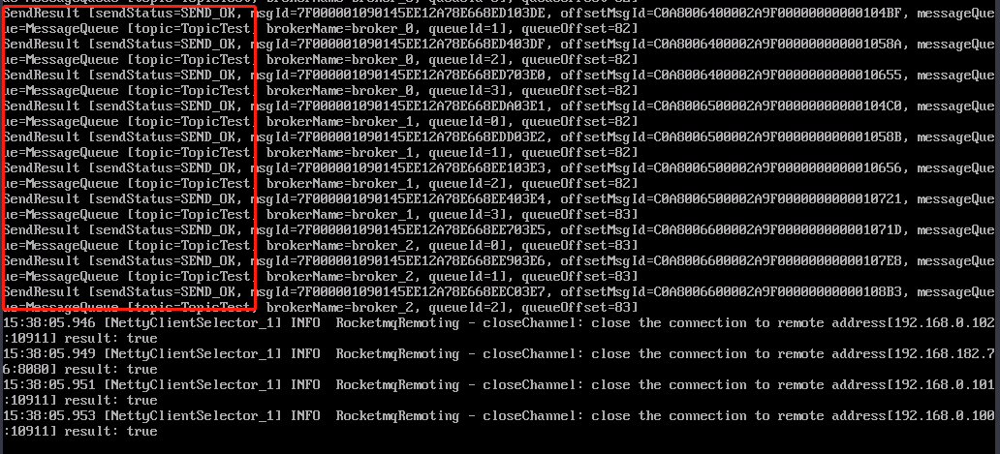 SendResult [sendStatus=SEND_OK, msgId=7F000001090145EE12A78E668ED103DE, offsetMsgId=C0A8006400002A9F00000000000104BF, messageQue
ue=MessageQueue [topic=TopicTest, brokerName=broker_0, queueId=1], queueOffset=82]
SendResult [sendStatus=SEND_OK, msgId=7F000001090145EE12A78E668ED403DF, offsetMsgId=C0A8006400002A9F000000000001058A, messageQue
ue=MessageQueue [topic=TopicTest, brokerName=broker_0, queueId=2], queueOffset=82]
SendResult [sendStatus=SEND_OK, msgId=7F000001090145EE12A78E668ED703E0, offsetMsgId=C0A8006400002A9F0000000000010655, messageQue
ue=MessageQueue [topic=TopicTest, brokerName=broker_0, queueId=3], queueOffset=82]
SendResult [sendStatus=SEND_OK, msgId=7F000001090145EE12A78E668EDA03E1, offsetMsgId=C0A8006500002A9F00000000000104C0, messageQue
ue=MessageQueue [topic=TopicTest, brokerName=broker_1, queueId=0], queueOffset=82]
SendResult [sendStatus=SEND_OK, msgId=7F000001090145EE12A78E668EDD03E2, offsetMsgId=C0A8006500002A9F000000000001058B, messageQue
ue=MessageQueue [topic=TopicTest, brokerName=broker_1, queueId=1], queueOffset=82]
SendResult [sendStatus=SEND_OK, msgId=7F000001090145EE12A78E668EE103E3, offsetMsgId=C0A8006500002A9F0000000000010656, messageQue
ue=MessageQueue [topic=TopicTest, brokerName=broker_1, queueId=2], queueOffset=82]
SendResult [sendStatus=SEND_OK, msgId=7F000001090145EE12A78E668EE403E4, offsetMsgId=C0A8006500002A9F0000000000010721, messageQue
ue=MessageQueue [topic=TopicTest, brokerName=broker_1, queueId=3], queueOffset=83]
SendResult [sendStatus=SEND_OK, msgId=7F000001090145EE12A78E668EE703E5, offsetMsgId=C0A8006600002A9F000000000001071D, messageQue
ue=MessageQueue [topic=TopicTest, brokerName=broker_2, queueId=0], queueOffset=83]
SendResult [sendStatus=SEND_OK, msgId=7F000001090145EE12A78E668EE903E6, offsetMsgId=C0A8006600002A9F00000000000107E8, messageQue
ue=MessageQueue [topic=TopicTest, brokerName=broker_2, queueId=1], queueOffset=83]
SendResult [sendStatus=SEND_OK, msgId=7F000001090145EE12A78E668EEC03E7, offsetMsgId=C0A8006600002A9F00000000000108B3, messageQue
ue=MessageQueue [topic=TopicTest, brokerName=broker_2, queueId=2], queueOffset=83]
15:38:05.946 [NettyClientSelector_1] INFO  RocketmqRemoting - closeChannel: close the connection to remote address[192.168.0.102
:10911] result: true
15:38:05.949 [NettyClientSelector_1] INFO  RocketmqRemoting - closeChannel: close the connection to remote address[192.168.182.7
6:8080] result: true
15:38:05.951 [NettyClientSelector_1] INFO  RocketmqRemoting - closeChannel: close the connection to remote address[192.168.0.101
:10911] result: true
15:38:05.953 [NettyClientSelector_1] INFO  RocketmqRemoting - closeChannel: close the connection to remote address[192.168.0.100
:10911] result: true